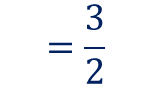 = 3/2